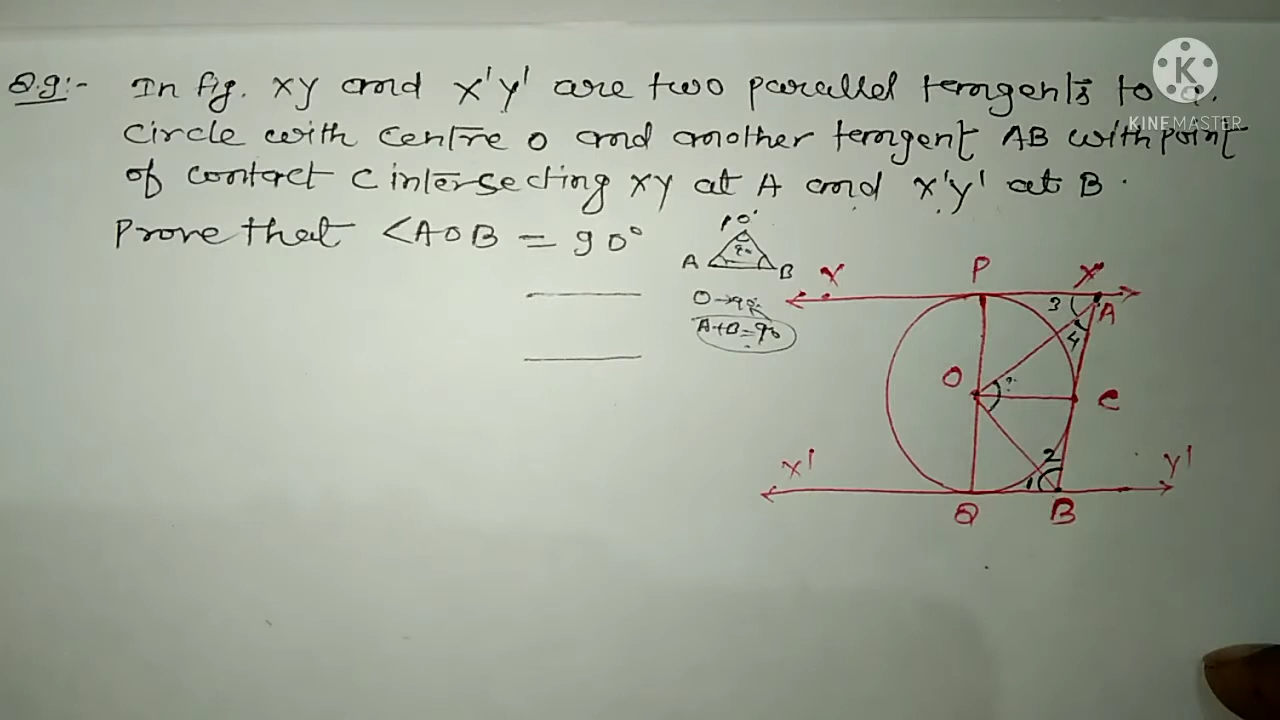 Q.9:- In fig. XY and X'Y' are two parallel tangents to a
circle with centre O and another tangent AB with point
of contact C intersecting XY at A and X'Y' at B.
Prove that <AOB = 90°
K
KINEMASTER
O
90
A B
O→90
A+B=90
X P Y
3 A
4
O ? C
2
X' Y'
1
Q B